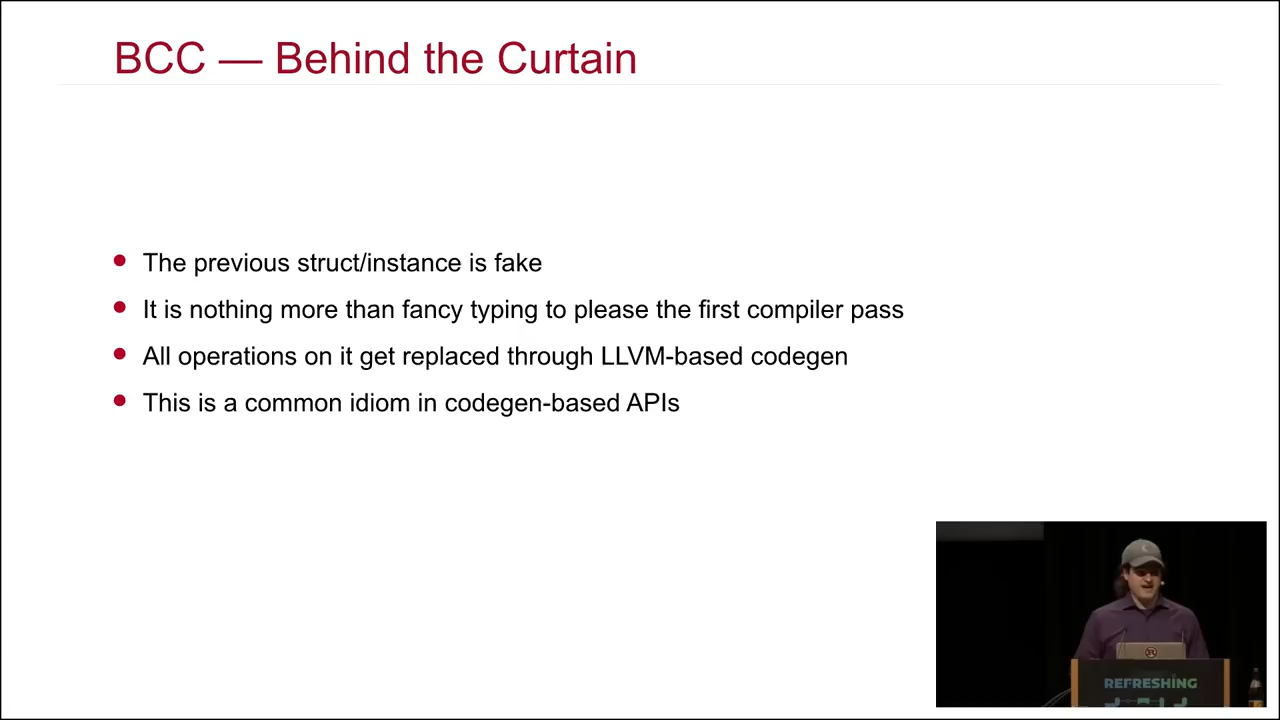 BCC — Behind the Curtain
The previous struct/instance is fake
It is nothing more than fancy typing to please the first compiler pass
All operations on it get replaced through LLVM-based codegen
This is a common idiom in codegen-based APIs
REFRESHING